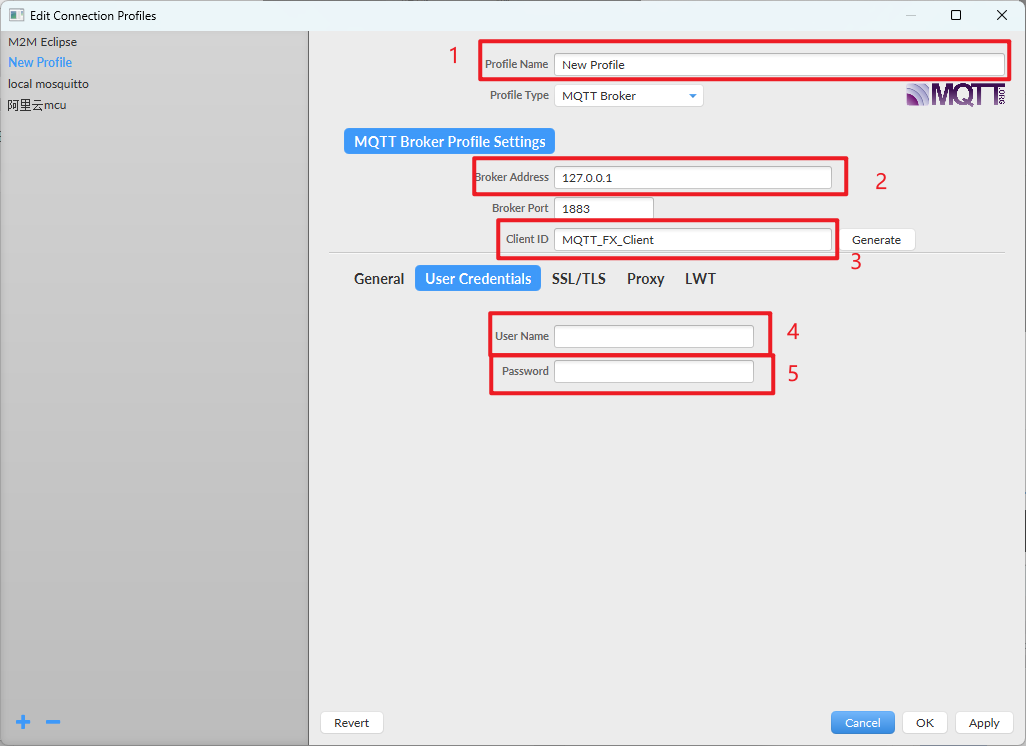 Edit Connection Profiles
M2M Eclipse
New Profile
local mosquitto
阿里云mcu
1
Profile Name New Profile
Profile Type MQTT Broker
MQTT.ORG
MQTT Broker Profile Settings
Broker Address 127.0.0.1
2
Broker Port 1883
Client ID MQTT_FX_Client Generate
3
General User Credentials SSL/TLS Proxy LWT
User Name
4
Password
5
Revert Cancel OK Apply